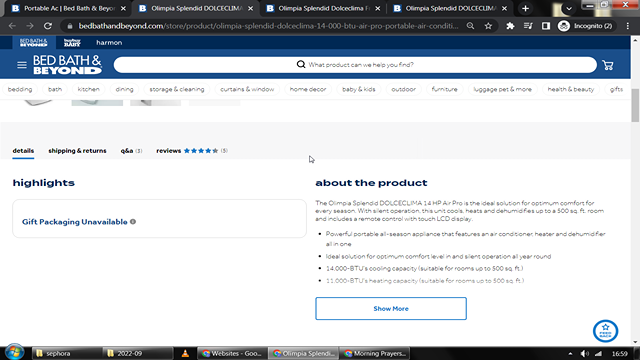 Portable Ac | Bed Bath & Beyo
Olimpia Splendid DOLCECLIM
Olimpia Splendid Dolceclima F
Olimpia Splendid DOLCECLIM
bedbathandbeyond.com/store/product/olimpia-splendid-dolceclima-14-000-btu-air-pro-portable-air-conditi...
Incognito (2)
BED BATH & BEYOND
buybuy BABY
harmon
BED BATH &
BEYOND
What product can we help you find?
bedding bath kitchen dining storage & cleaning curtains & window home decor baby & kids outdoor furniture luggage pet & more health & beauty gifts
details shipping & returns q&a (3) reviews (5)
highlights
Gift Packaging Unavailable
about the product
The Olimpia Splendid DOLCECLIMA 14 HP Air Pro is the ideal solution for optimum comfort for
every season. With silent operation, this unit cools, heats and dehumidifies up to a 500 sq. ft. room
and includes a remote control with touch LCD display.
• Powerful portable all-season appliance that features an air conditioner, heater and dehumidifier
all in one
• Ideal solution for optimum comfort level in and silent operation all year round
• 14,000-BTU's cooling capacity (suitable for rooms up to 500 sq. ft.)
• 11,000-BTU's heating capacity (suitable for rooms up to 500 sq. ft.)
Show More
FEED
BACK
sephora
2022-09
Websites - Goo...
Olimpia Splendi...
Morning Prayers...
16:59